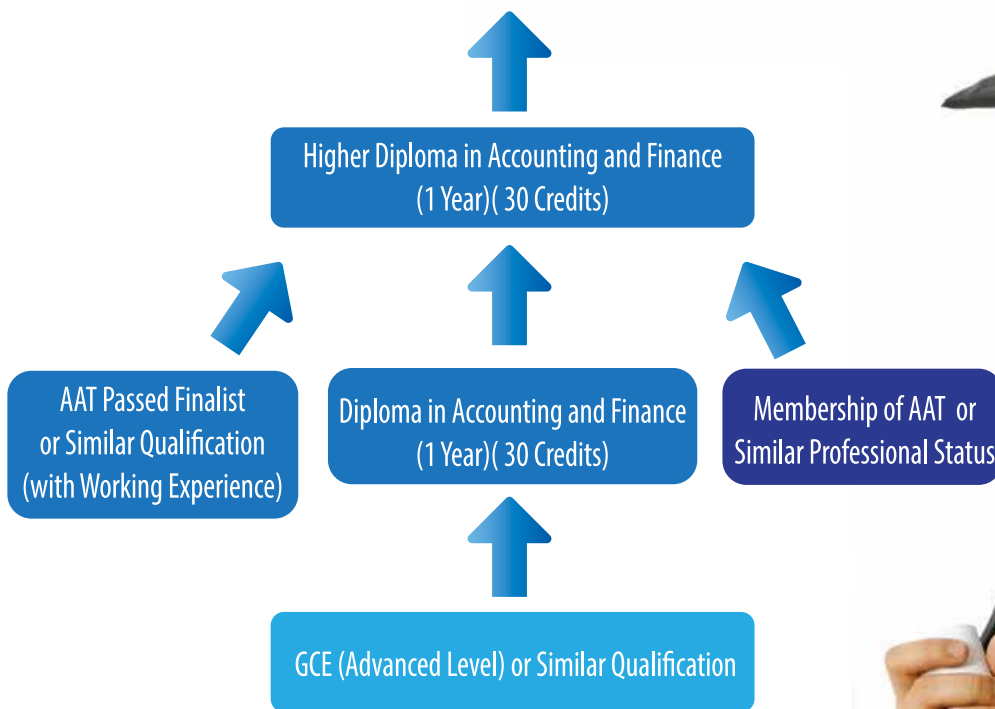 Higher Diploma in Accounting and Finance
(1 Year)( 30 Credits)
AAT Passed Finalist
or Similar Qualification
(with Working Experience)
Diploma in Accounting and Finance
(1 Year)( 30 Credits)
Membership of AAT or
Similar Professional Status
GCE (Advanced Level) or Similar Qualification